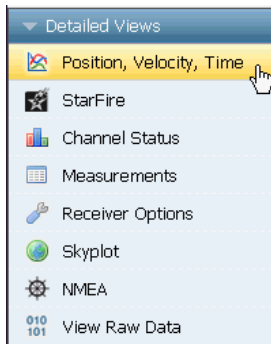 Detailed Views
Position, Velocity, Time
StarFire
Channel Status
Measurements
Receiver Options
Skyplot
NMEA
010
101
View Raw Data